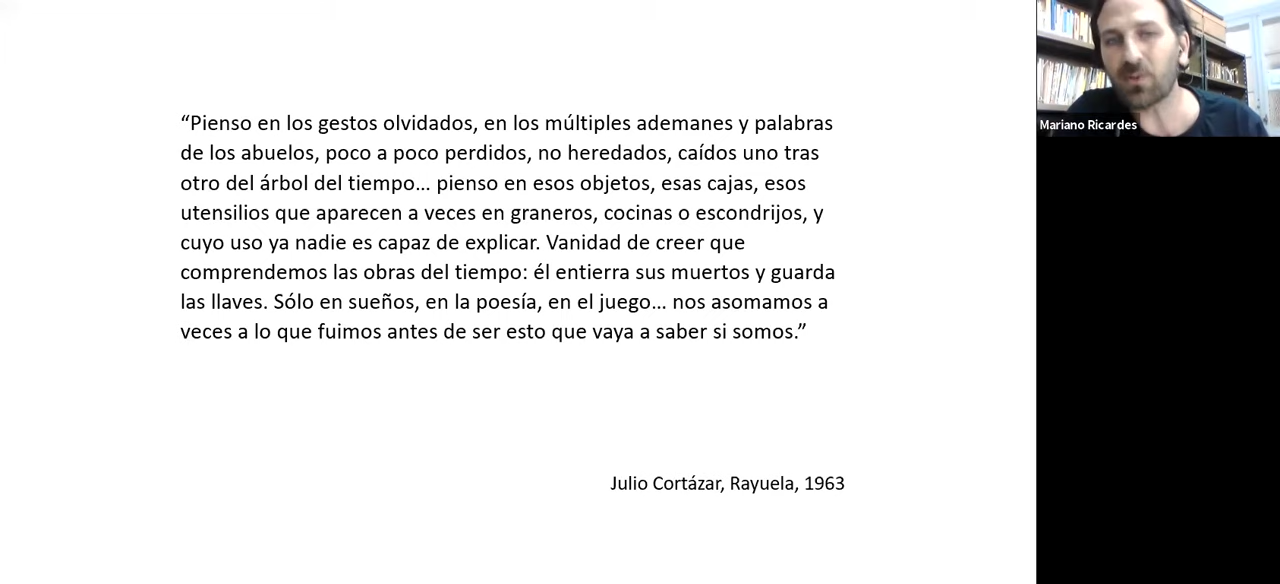 “Pienso en los gestos olvidados, en los múltiples ademanes y palabras
de los abuelos, poco a poco perdidos, no heredados, caídos uno tras
otro del árbol del tiempo… pienso en esos objetos, esas cajas, esos
utensilios que aparecen a veces en graneros, cocinas o escondrijos, y
cuyo uso ya nadie es capaz de explicar. Vanidad de creer que
comprendemos las obras del tiempo: él entierra sus muertos y guarda
las llaves. Sólo en sueños, en la poesía, en el juego… nos asomamos a
veces a lo que fuimos antes de ser esto que vaya a saber si somos.”
Julio Cortázar, Rayuela, 1963
Mariano Ricardes